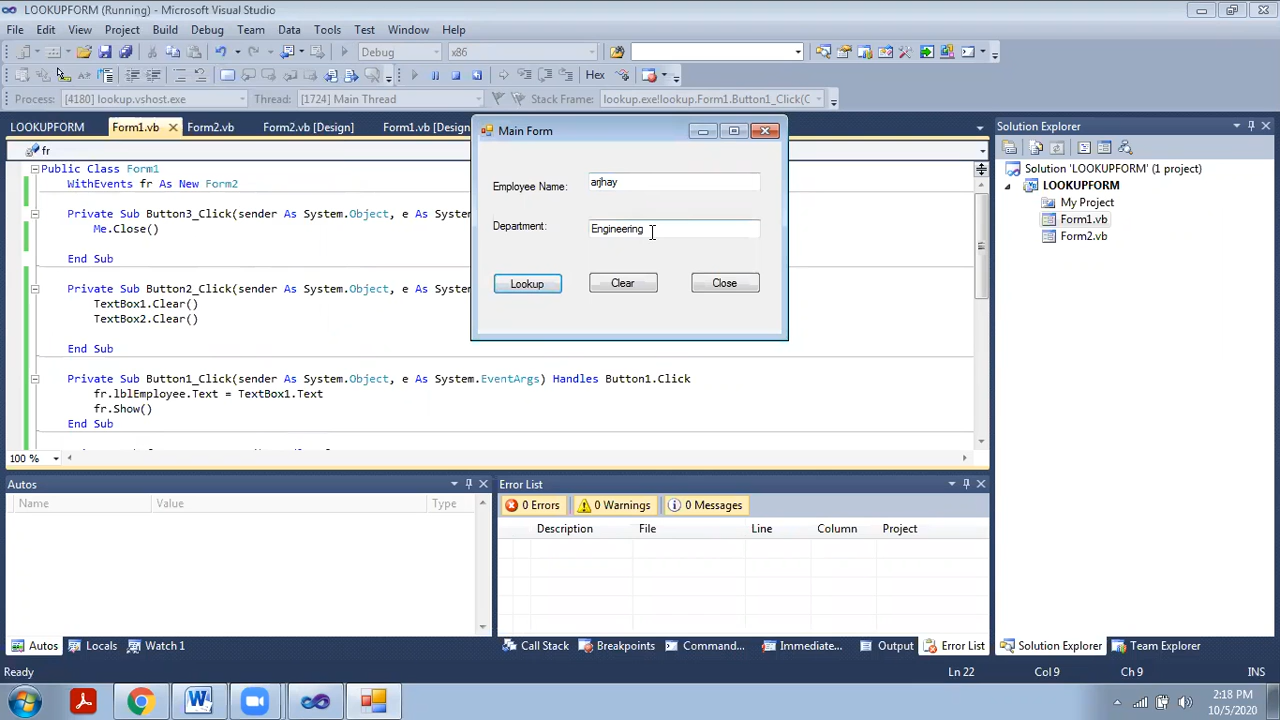 LOOKUPFORM (Running) - Microsoft Visual Studio
File Edit View Project Build Debug Team Data Tools Test Window Help
Debug x86
Hex
Process: [4180] lookup.vshost.exe Thread: [1724] Main Thread Stack Frame: lookup.exe!lookup.Form1.Button1_Click(C
LOOKUPFORM Form1.vb Form2.vb Form2.vb [Design] Form1.vb [Design
fr
Public Class Form1
WithEvents fr As New Form2
Private Sub Button3_Click(sender As System.Object, e As Syst
Me.Close()
End Sub
Private Sub Button2_Click(sender As System.Object, e As Syst
TextBox1.Clear()
TextBox2.Clear()
End Sub
Private Sub Button1_Click(sender As System.Object, e As System.EventArgs) Handles Button1.Click
fr.lblEmployee.Text = TextBox1.Text
fr.Show()
End Sub
100 %
Main Form
Employee Name: arjhay
Department: Engineering
Lookup Clear Close
Solution Explorer
Solution 'LOOKUPFORM' (1 project)
LOOKUPFORM
My Project
Form1.vb
Form2.vb
Autos
Name Value Type
Error List
0 Errors 0 Warnings 0 Messages
Description File Line Column Project
Autos Locals Watch 1
Call Stack Breakpoints Command... Immediate... Output Error List
Solution Explorer Team Explorer
Ready Ln 22 Col 9 Ch 9 INS
2:18 PM
10/5/2020